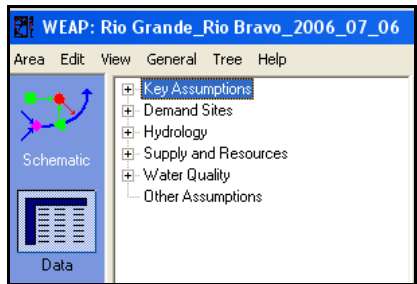 WEAP: Rio Grande_Rio Bravo_2006_07_06
Area Edit View General Tree Help
Key Assumptions
Demand Sites
Hydrology
Supply and Resources
Water Quality
Other Assumptions
Schematic
Data